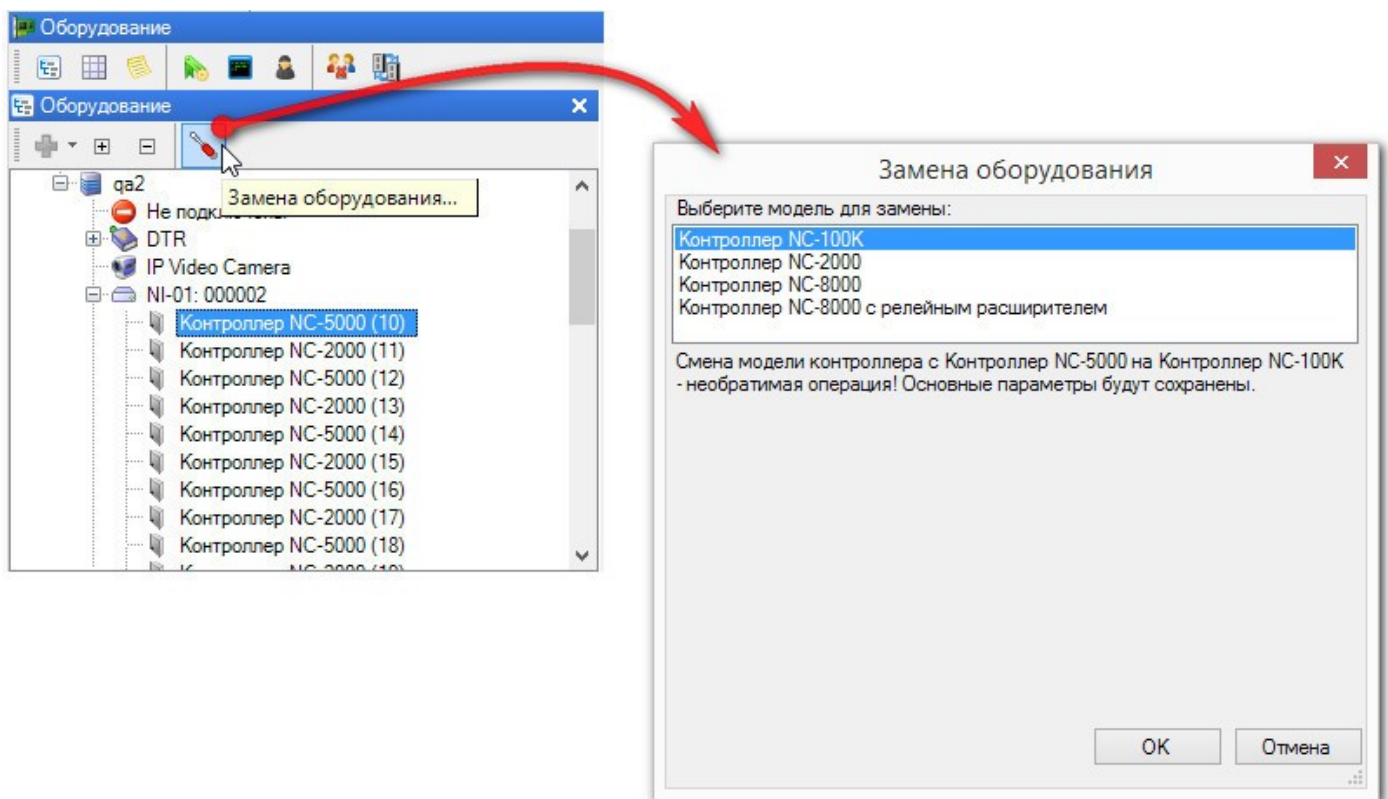 Оборудование
Оборудование
qa2
Замена оборудования...
Не
DTR
IP Video Camera
NI-01: 000002
Контроллер NC-5000 (10)
Контроллер NC-2000 (11)
Контроллер NC-5000 (12)
Контроллер NC-2000 (13)
Контроллер NC-5000 (14)
Контроллер NC-2000 (15)
Контроллер NC-5000 (16)
Контроллер NC-2000 (17)
Контроллер NC-5000 (18)
Замена оборудования
Выберите модель для замены:
Контроллер NC-100K
Контроллер NC-2000
Контроллер NC-8000
Контроллер NC-8000 с релейным расширителем
Смена модели контроллера с Контроллер NC-5000 на Контроллер NC-100K
- необратимая операция! Основные параметры будут сохранены.
OK
Отмена